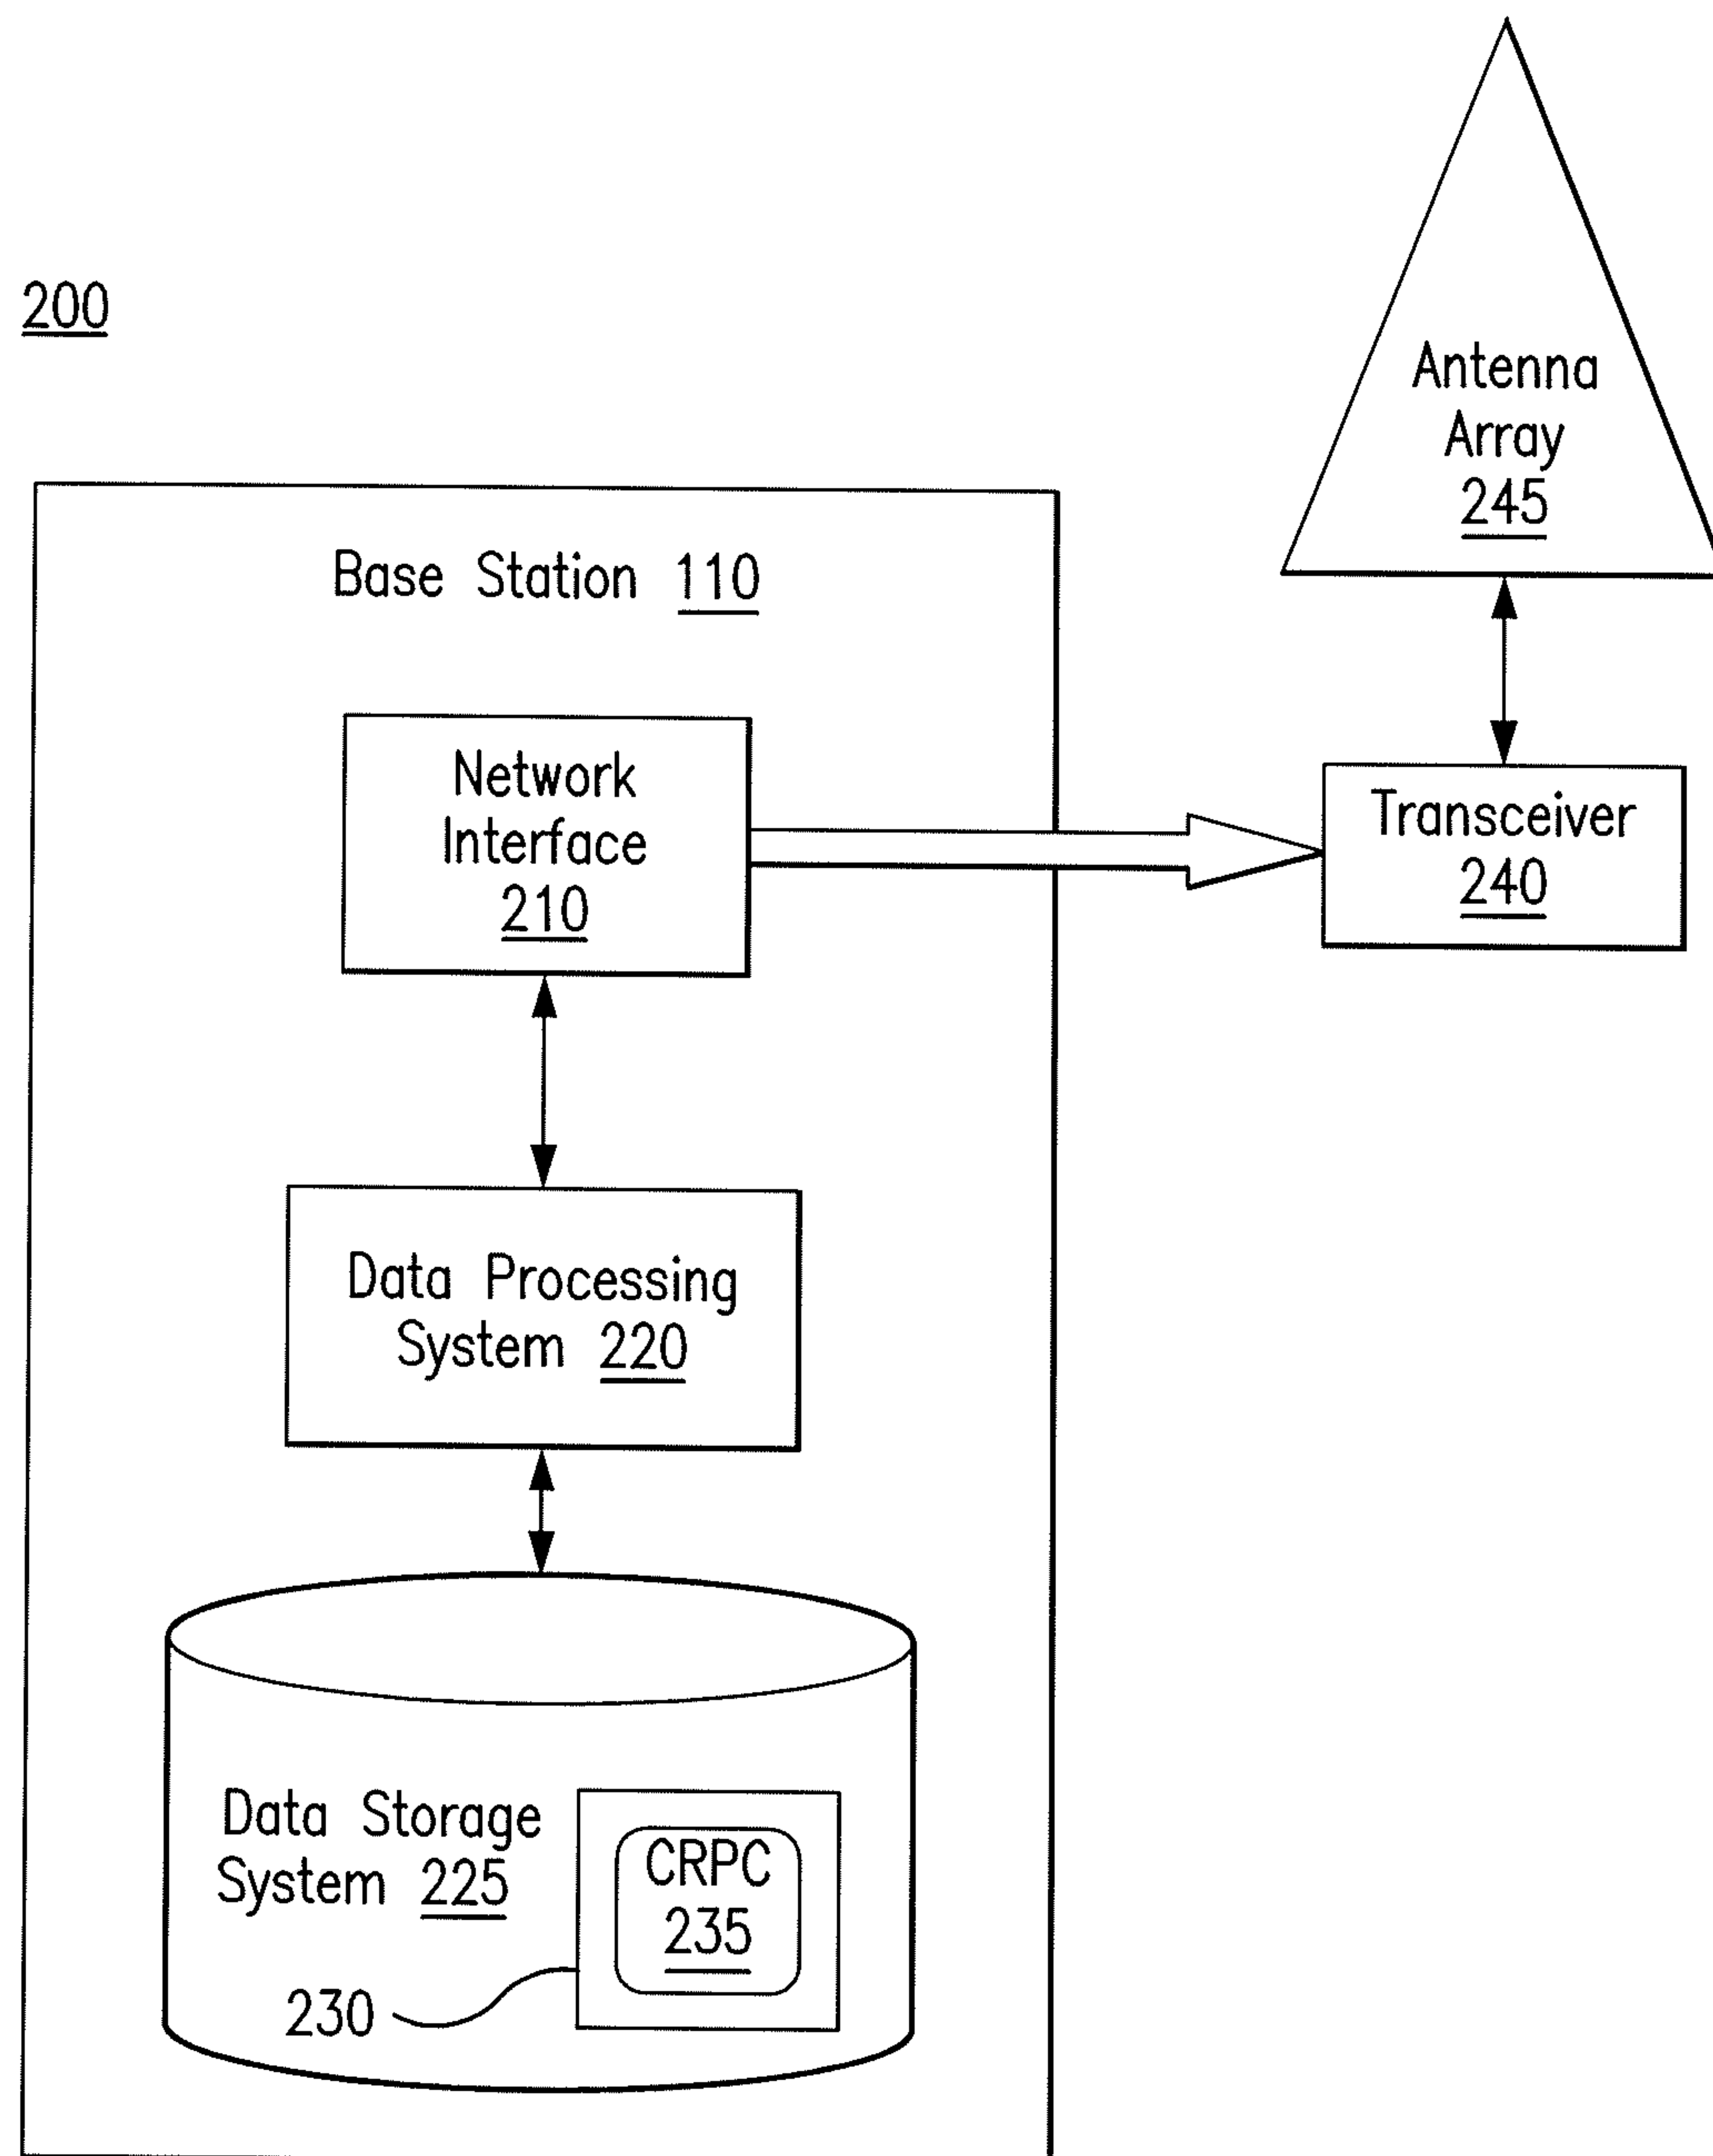 200
Antenna
Array
245
Base Station 110
Network
Interface
210
Transceiver
240
Data Processing
System 220
Data Storage
System 225
CRPC
235
230